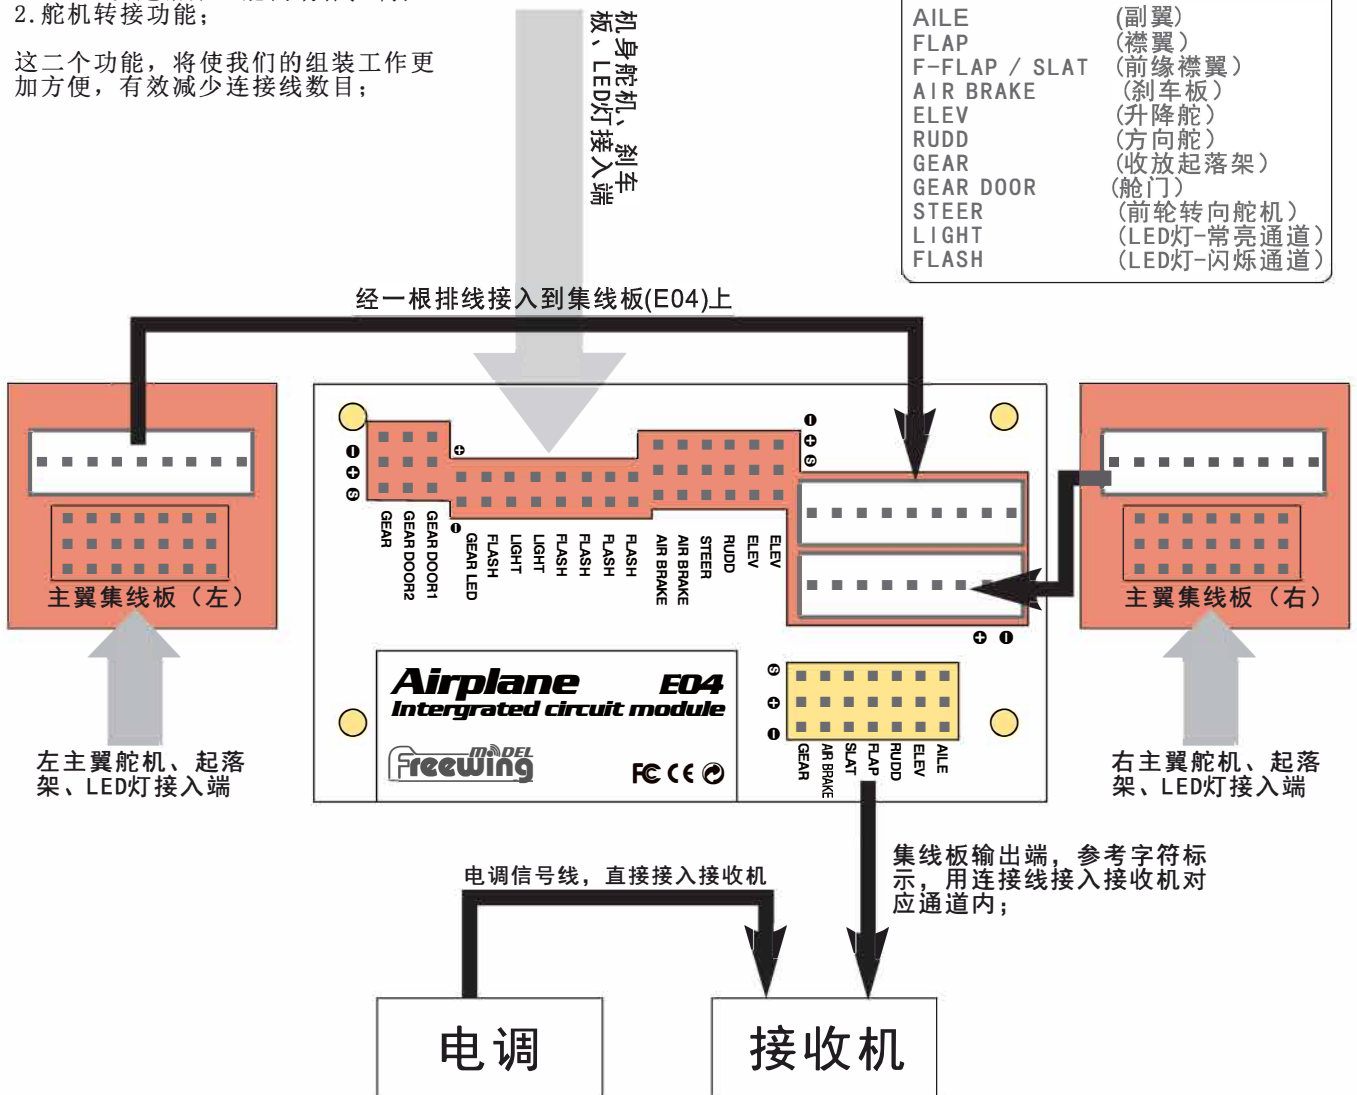 2.舵机转接功能；
这二个功能，将使我们的组装工作更
加方便，有效减少连接线数目；
机身舵机、刹车
板、LED灯接入端
AILE (副翼)
FLAP (襟翼)
F-FLAP / SLAT (前缘襟翼)
AIR BRAKE (刹车板)
ELEV (升降舵)
RUDD (方向舵)
GEAR (收放起落架)
GEAR DOOR (舱门)
STEER (前轮转向舵机)
LIGHT (LED灯-常亮通道)
FLASH (LED灯-闪烁通道)
经一根排线接入到集线板(E04)上
主翼集线板（左）
左主翼舵机、起落
架、LED灯接入端
S
S
GEAR
GEAR DOOR2
GEAR DOOR1
GEAR LED
FLASH
LIGHT
LIGHT
FLASH
FLASH
FLASH
FLASH
AIR BRAKE
AIR BRAKE
STEER
RUDD
ELEV
ELEV
主翼集线板（右）
右主翼舵机、起落
架、LED灯接入端
Airplane E04
Intergrated circuit module
Freewing MODEL
FC CE
S
GEAR
AIR BRAKE
SLAT
FLAP
RUDD
ELEV
AILE
集线板输出端，参考字符标
示，用连接线接入接收机对
应通道内；
电调信号线，直接接入接收机
电调
接收机